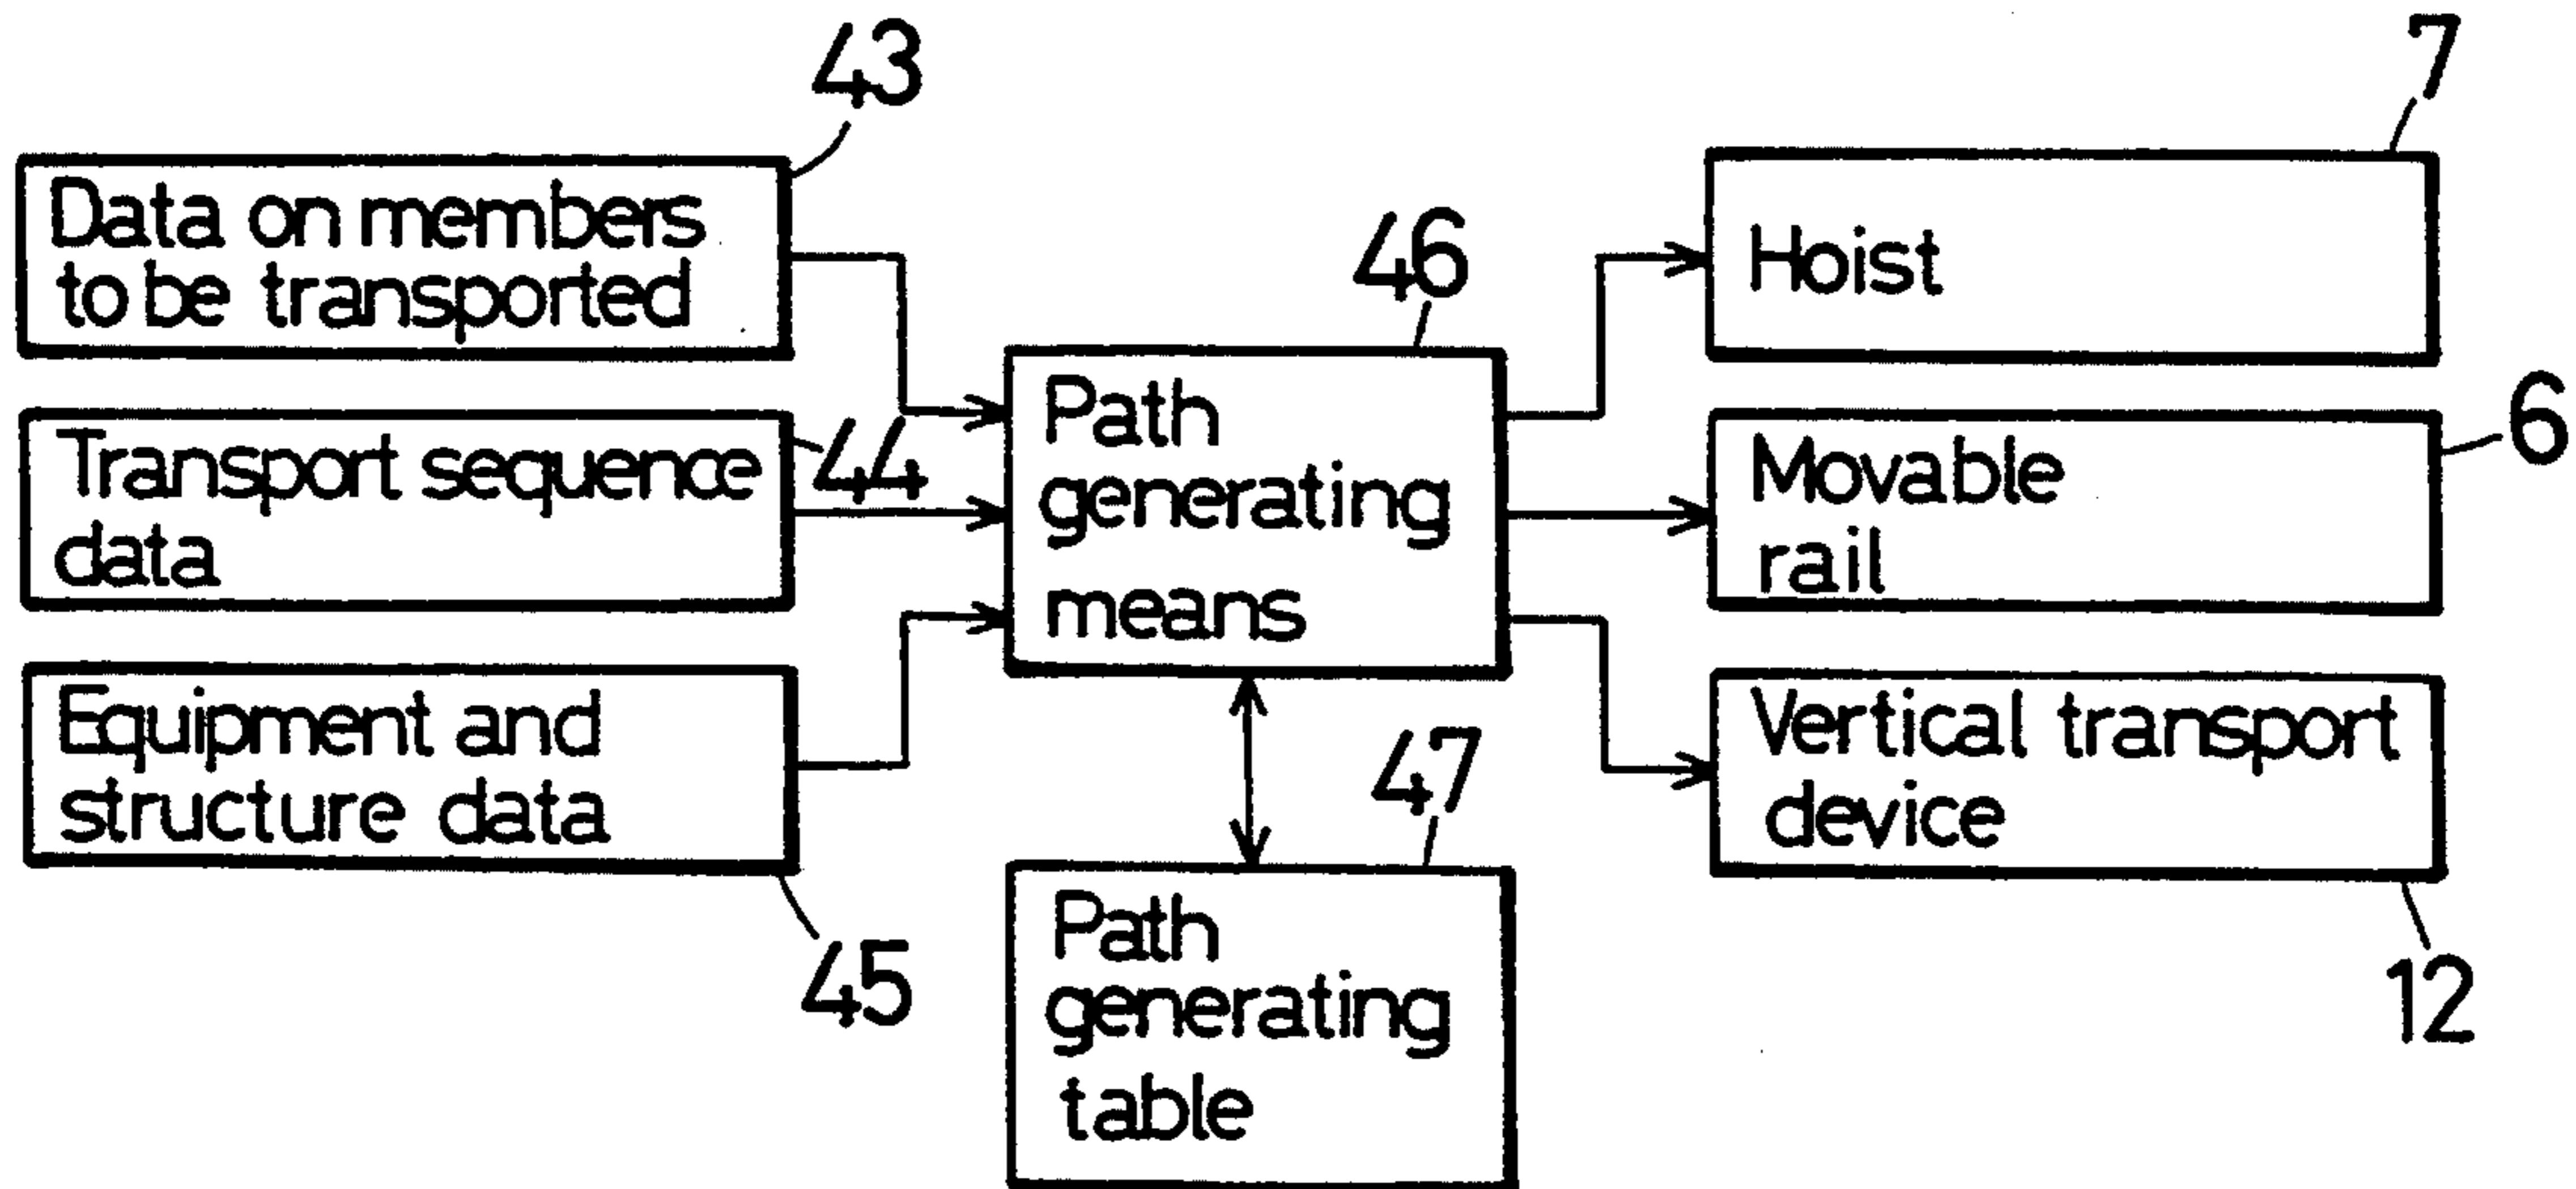 43
Data on members
to be transported
44
Transport sequence
data
Equipment and
structure data
45
46
Path
generating
means
47
Path
generating
table
7
Hoist
6
Movable
rail
Vertical transport
device
12